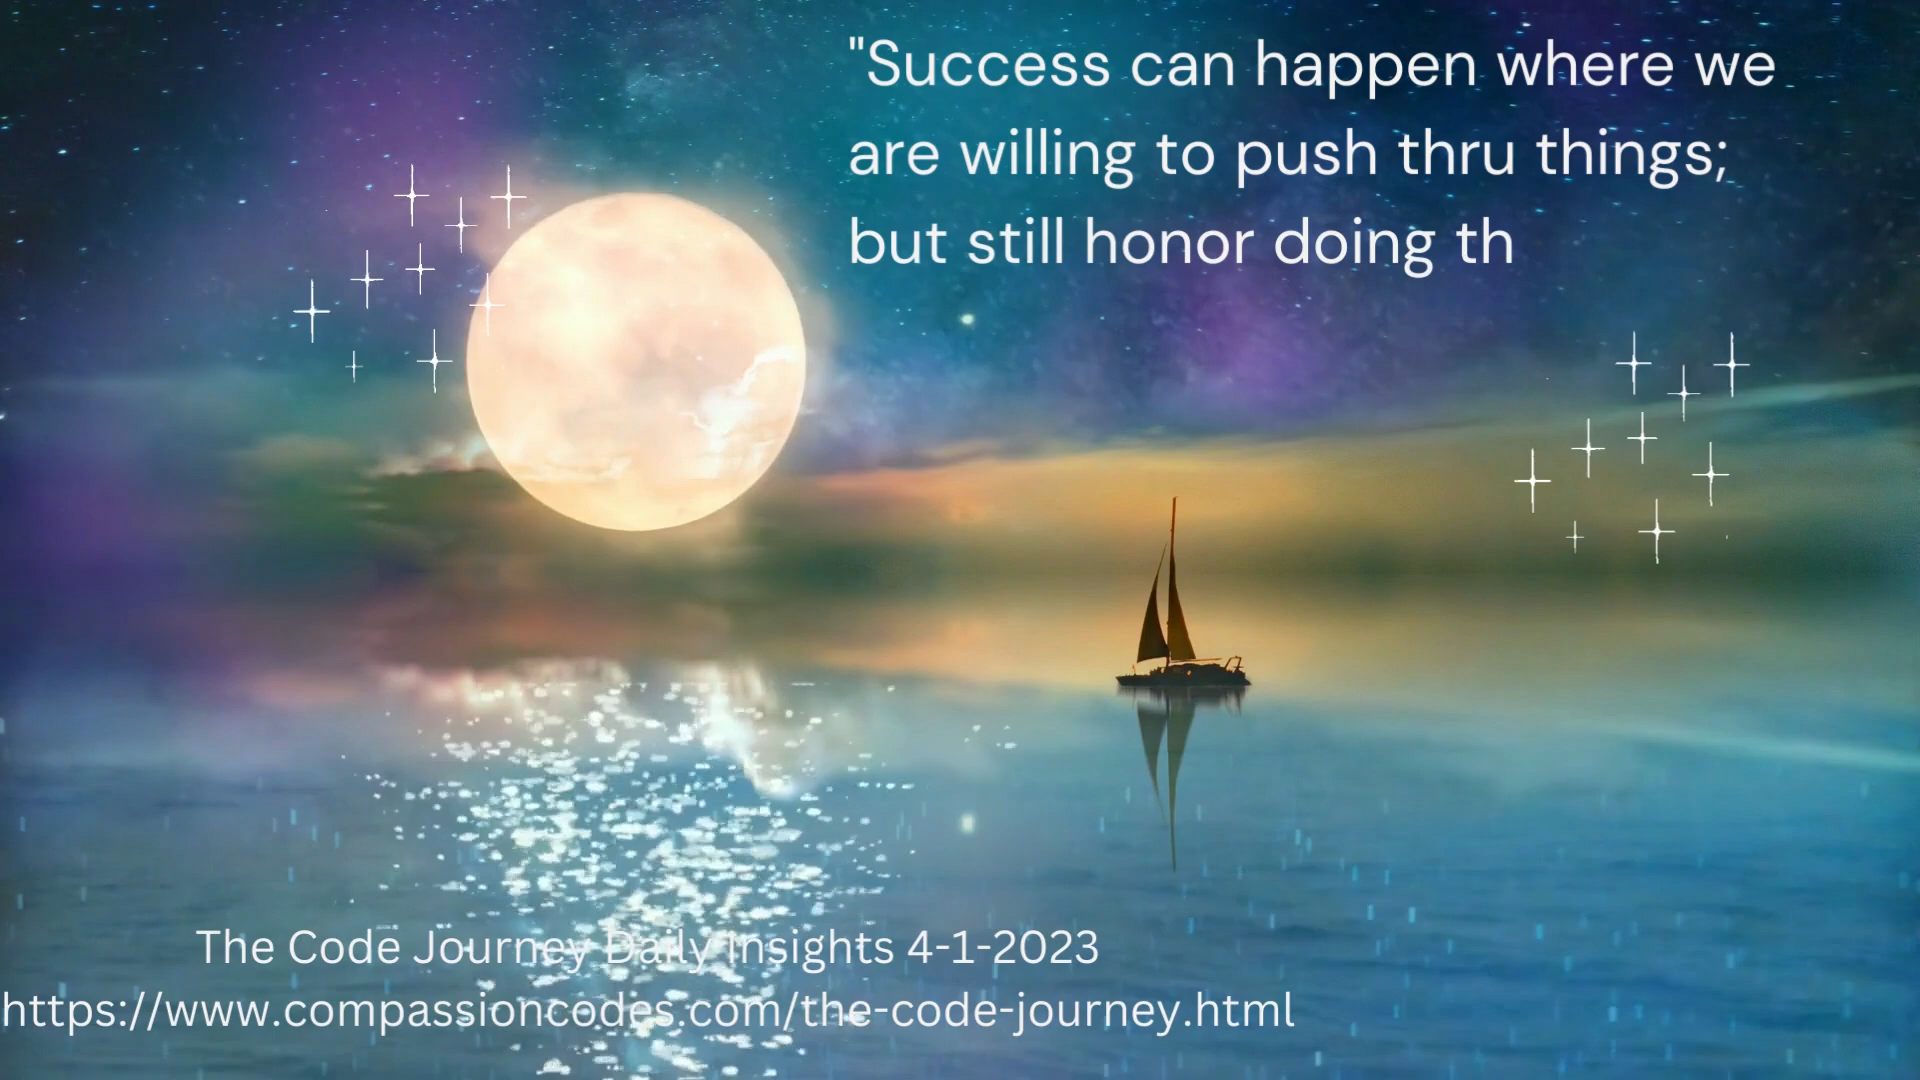 "Success can happen where we
are willing to push thru things;
but still honor doing th
The Code Journey Daily Insights 4-1-2023
https://www.compassioncodes.com/the-code-journey.html